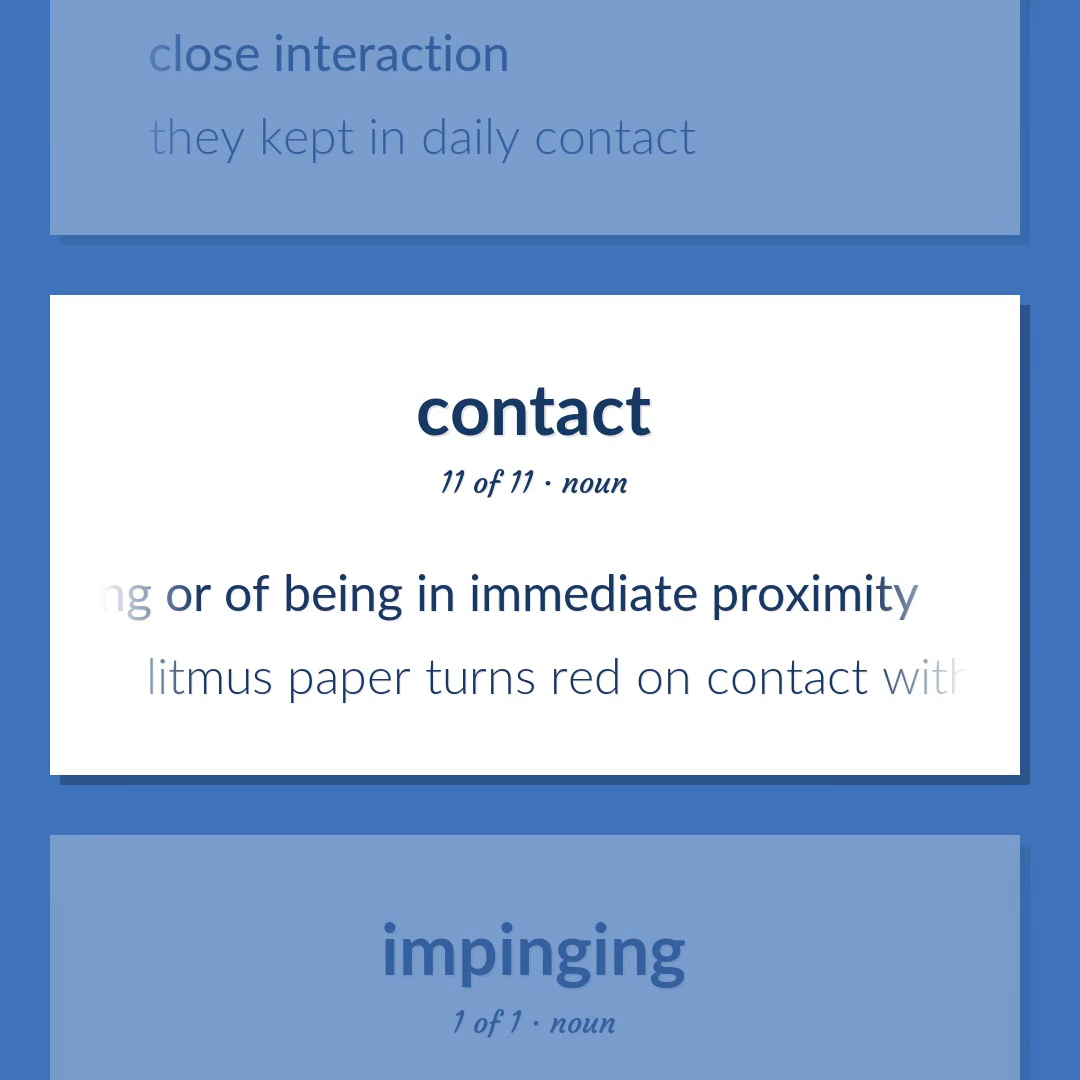 close interaction
they kept in daily contact
contact
11 of 11 · noun
or of being in immediate proximity
litmus paper turns red on contact with
impinging
1 of 1 · noun